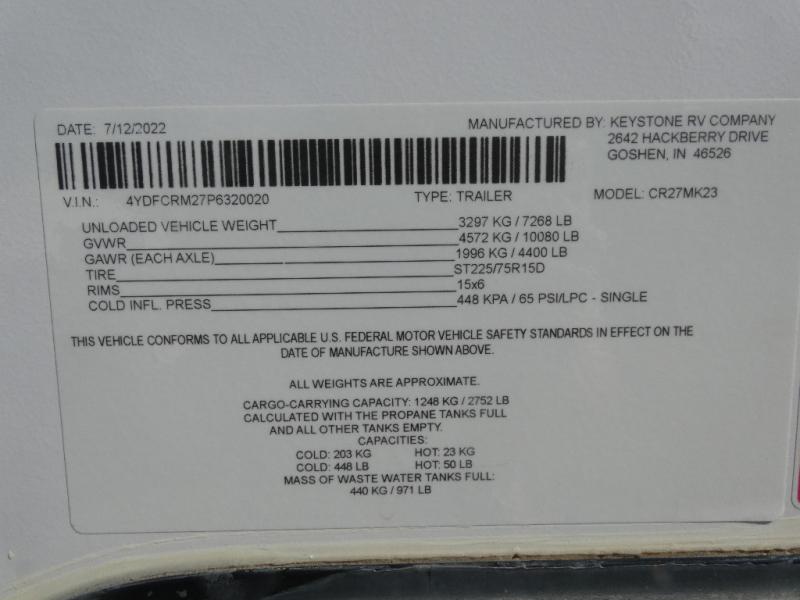 DATE: 7/12/2022
MANUFACTURED BY: KEYSTONE RV COMPANY
2642 HACKBERRY DRIVE
GOSHEN, IN 46526
V.I.N.: 4YDFCRM27P6320020 TYPE: TRAILER MODEL: CR27MK23
UNLOADED VEHICLE WEIGHT 3297 KG / 7268 LB
GVWR 4572 KG / 10080 LB
GAWR (EACH AXLE) 1996 KG / 4400 LB
TIRE ST225/75R15D
RIMS 15x6
COLD INFL. PRESS 448 KPA / 65 PSI/LPC - SINGLE
THIS VEHICLE CONFORMS TO ALL APPLICABLE U.S. FEDERAL MOTOR VEHICLE SAFETY STANDARDS IN EFFECT ON THE
DATE OF MANUFACTURE SHOWN ABOVE.
ALL WEIGHTS ARE APPROXIMATE.
CARGO-CARRYING CAPACITY: 1248 KG / 2752 LB
CALCULATED WITH THE PROPANE TANKS FULL
AND ALL OTHER TANKS EMPTY.
CAPACITIES:
COLD: 203 KG HOT: 23 KG
COLD: 448 LB HOT: 50 LB
MASS OF WASTE WATER TANKS FULL:
440 KG / 971 LB